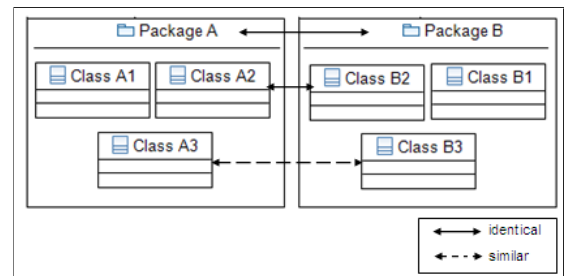 Package A
Package B
Class A1
Class A2
Class B2
Class B1
Class A3
Class B3
identical
similar